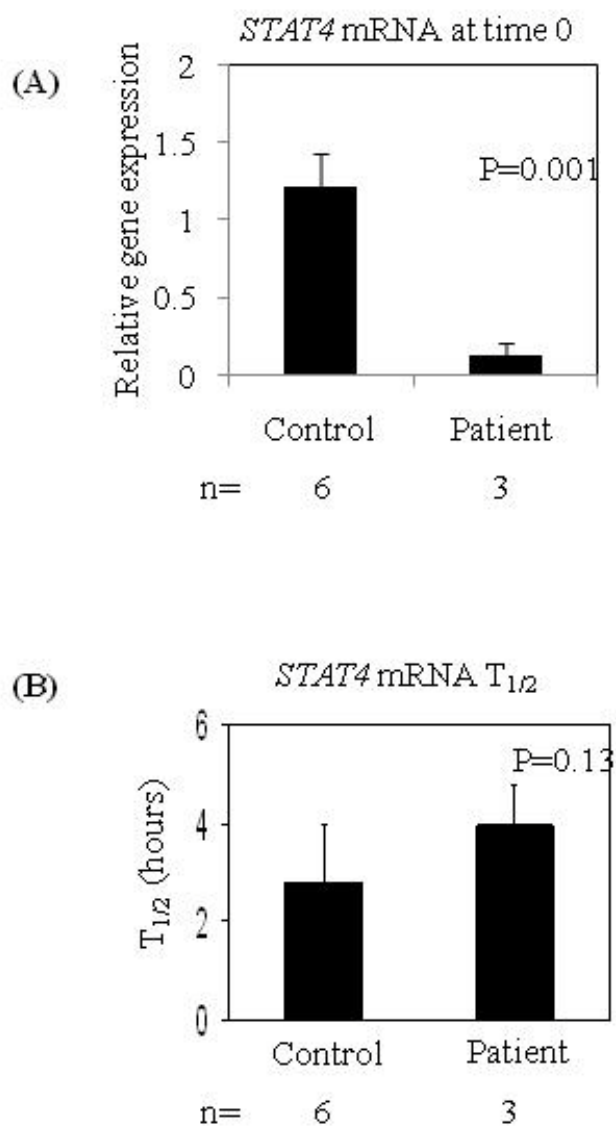 STAT4 mRNA at time 0
(A)
Relative gene expression
2
1.5
1
0.5
0
P=0.001
Control Patient
n= 6 3
STAT4 mRNA T1/2
(B)
T1/2 (hours)
6
4
2
0
P=0.13
Control Patient
n= 6 3